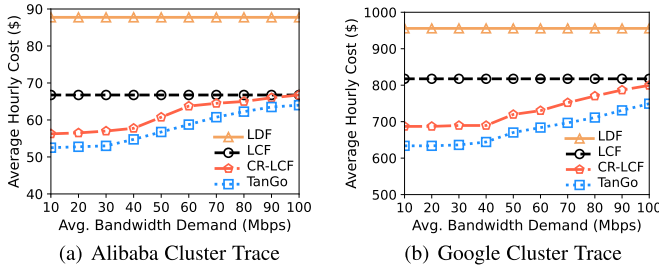 90
80
70
60
50
40
Average Hourly Cost ($)
10 20 30 40 50 60 70 80 90 100
Avg. Bandwidth Demand (Mbps)
LDF
LCF
CR-LCF
TanGo
(a) Alibaba Cluster Trace
1000
900
800
700
600
500
Average Hourly Cost ($)
10 20 30 40 50 60 70 80 90 100
Avg. Bandwidth Demand (Mbps)
LDF
LCF
CR-LCF
TanGo
(b) Google Cluster Trace